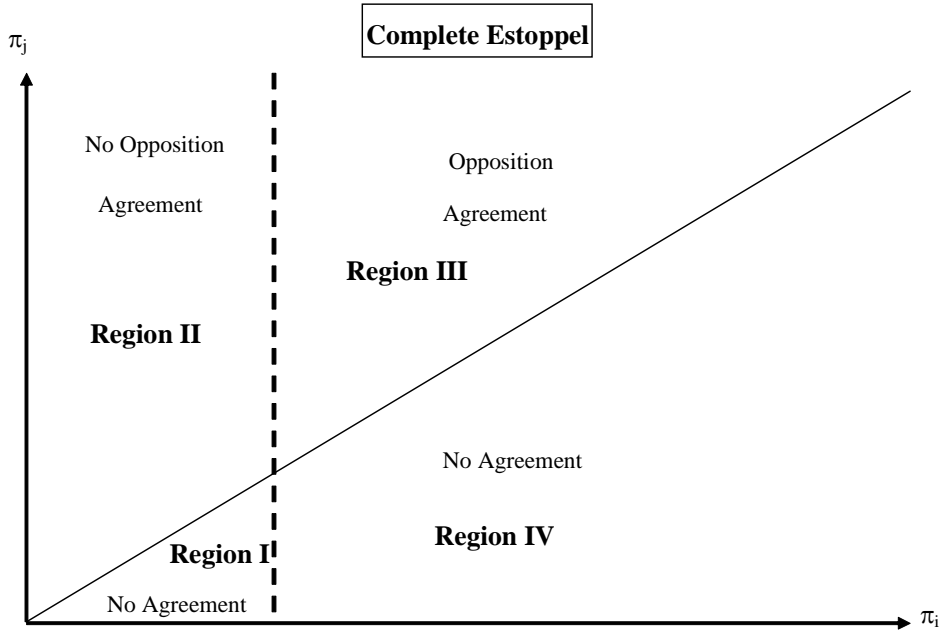 Complete Estoppel
πj
No Opposition
Agreement
Opposition
Agreement
Region III
Region II
No Agreement
Region IV
Region I
No Agreement
πi